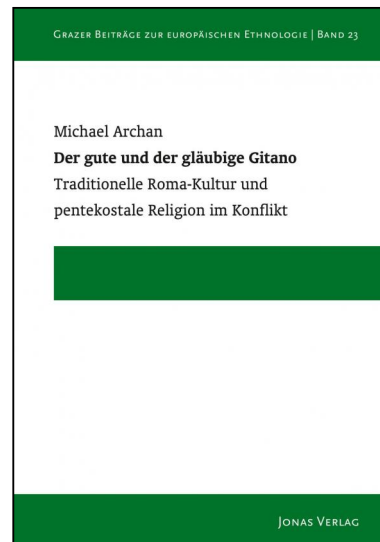 Grazer Beiträge zur europäischen Ethnologie | Band 23
Michael Archan
Der gute und der gläubige Gitano
Traditionelle Roma-Kultur und
pentekostale Religion im Konflikt
Jonas Verlag